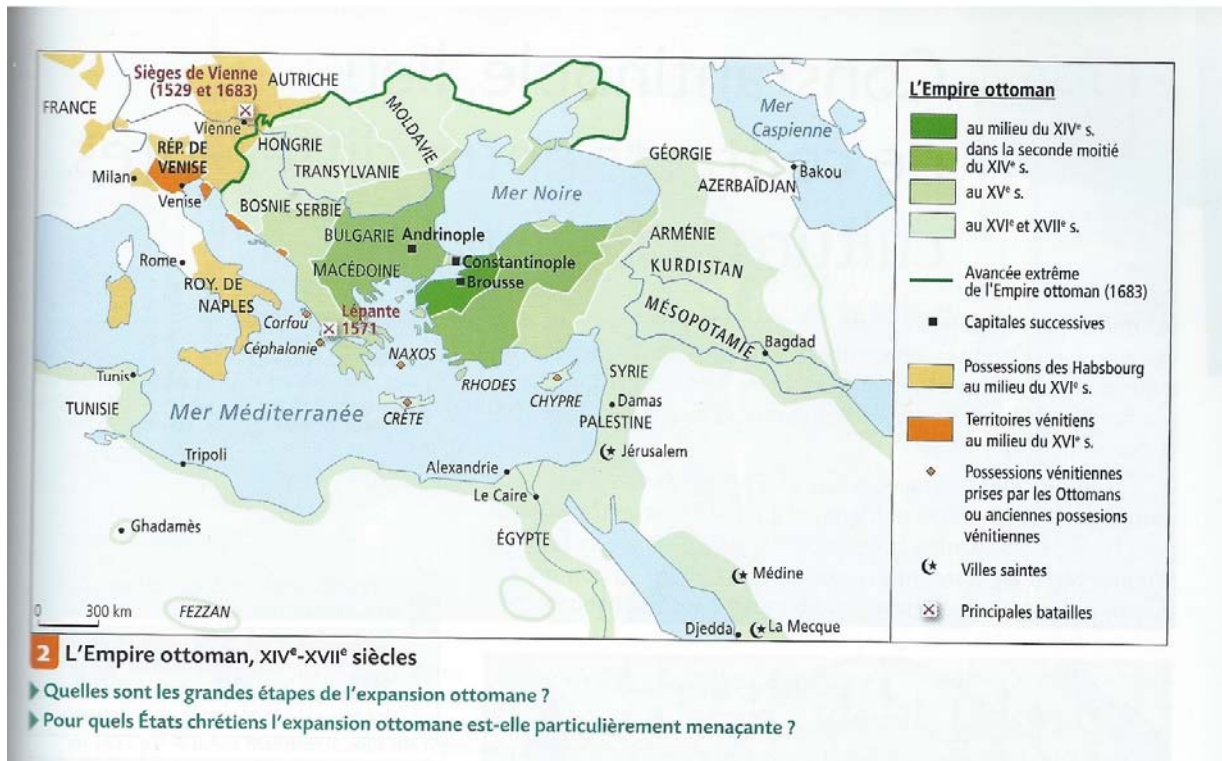 Sièges de Vienne
(1529 et 1683)
AUTRICHE
FRANCE
Vienne
HONGRIE
MOLDAVIE
RÉP. DE
VENISE
TRANSYLVANIE
Milan
Venise
BOSNIE SERBIE
Mer Noire
GÉORGIE
Mer
Caspienne
Bakou
AZERBAÏDJAN
BULGARIE
Andrinople
ARMÉNIE
Rome
MACÉDOINE
Constantinople
KURDISTAN
ROY. DE
NAPLES
Brousse
Lépante
1571
MÉSOPOTAMIE
Corfou
Bagdad
Céphalonie
NAXOS
Tunis
RHODES
SYRIE
CHYPRE
TUNISIE
Mer Méditerranée
CRÈTE
Damas
PALESTINE
Tripoli
Jérusalem
Alexandrie
Le Caire
Ghadamès
ÉGYPTE
Médine
0 300 km
FEZZAN
Djedda
La Mecque
L'Empire ottoman
au milieu du XIVe s.
dans la seconde moitié
du XIVe s.
au XVe s.
au XVIe et XVIIe s.
Avancée extrême
de l'Empire ottoman (1683)
Capitales successives
Possessions des Habsbourg
au milieu du XVIe s.
Territoires vénitiens
au milieu du XVIe s.
Possessions vénitiennes
prises par les Ottomans
ou anciennes possesions
vénitiennes
Villes saintes
Principales batailles
2 L'Empire ottoman, XIVe-XVIIe siècles
Quelles sont les grandes étapes de l'expansion ottomane ?
Pour quels États chrétiens l'expansion ottomane est-elle particulièrement menaçante ?